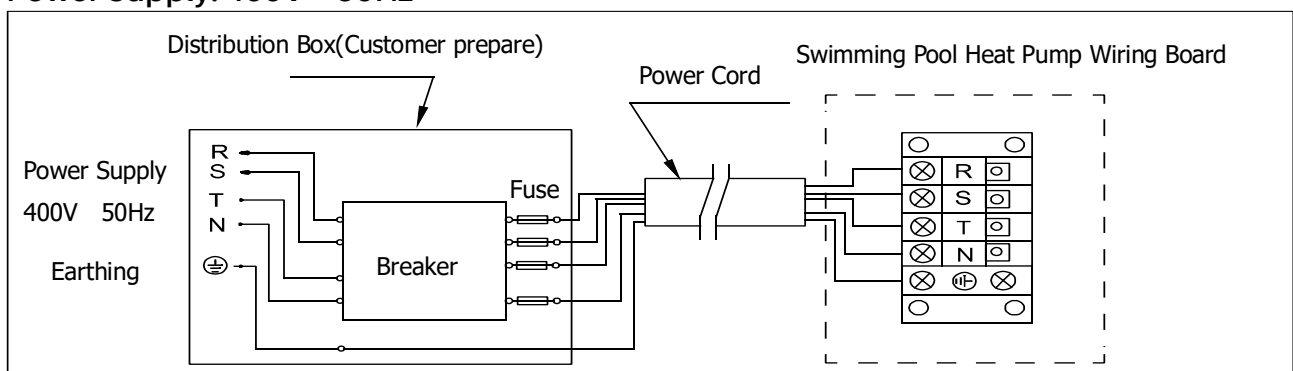 Distribution Box(Customer prepare)
Power Cord
Swimming Pool Heat Pump Wiring Board
Power Supply
400V 50Hz
Earthing
R
S
T
N
Fuse
Breaker
R
S
T
N